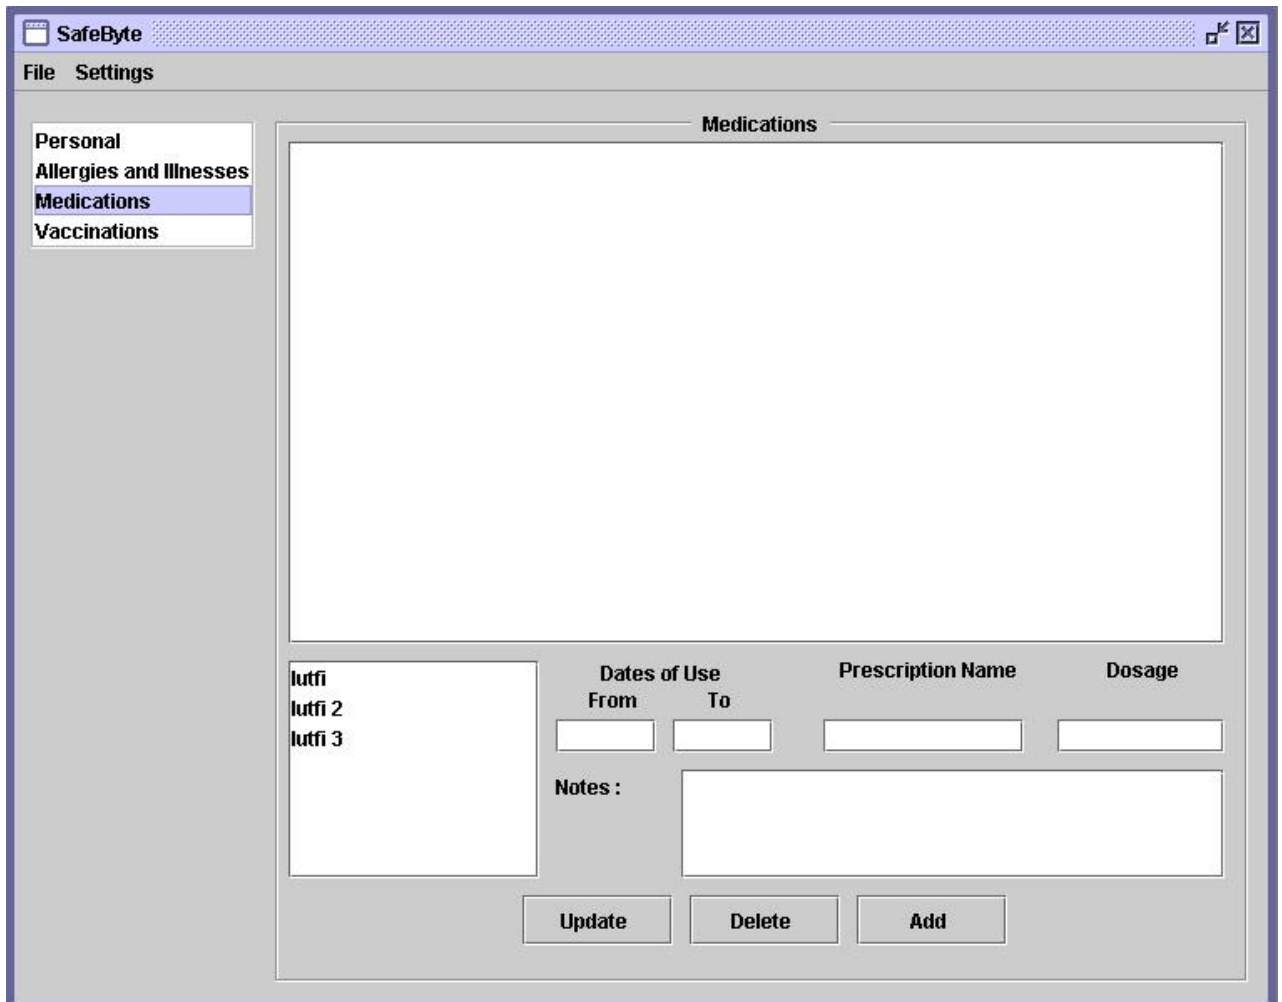 SafeByte
File Settings
Personal
Allergies and Illnesses
Medications
Vaccinations
Medications
lutfi
lutfi 2
lutfi 3
Dates of Use
From To
Prescription Name
Dosage
Notes :
Update Delete Add